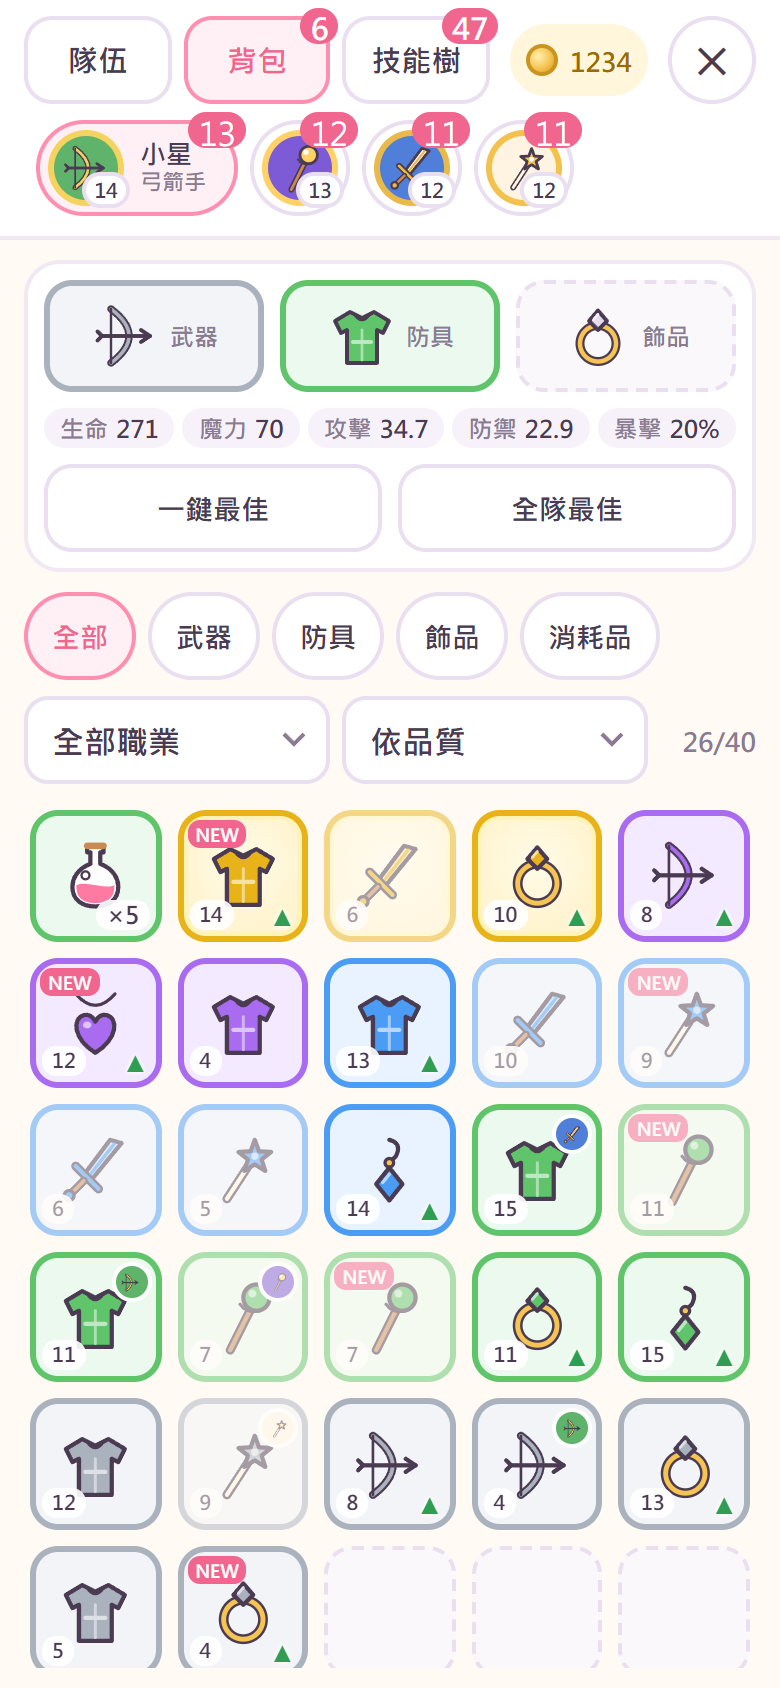 隊伍 背包 6 技能樹 47 1234
13 小星 弓箭手 14 12 13 11 12 11 12
武器 防具 飾品
生命 271 魔力 70 攻擊 34.7 防禦 22.9 暴擊 20%
一鍵最佳 全隊最佳
全部 武器 防具 飾品 消耗品
全部職業 依品質 26/40
×5 NEW 14 6 10 8
NEW 12 4 13 10 NEW 9
6 5 14 15 NEW 11
11 7 NEW 7 11 15
12 9 8 4 13
5 NEW 4